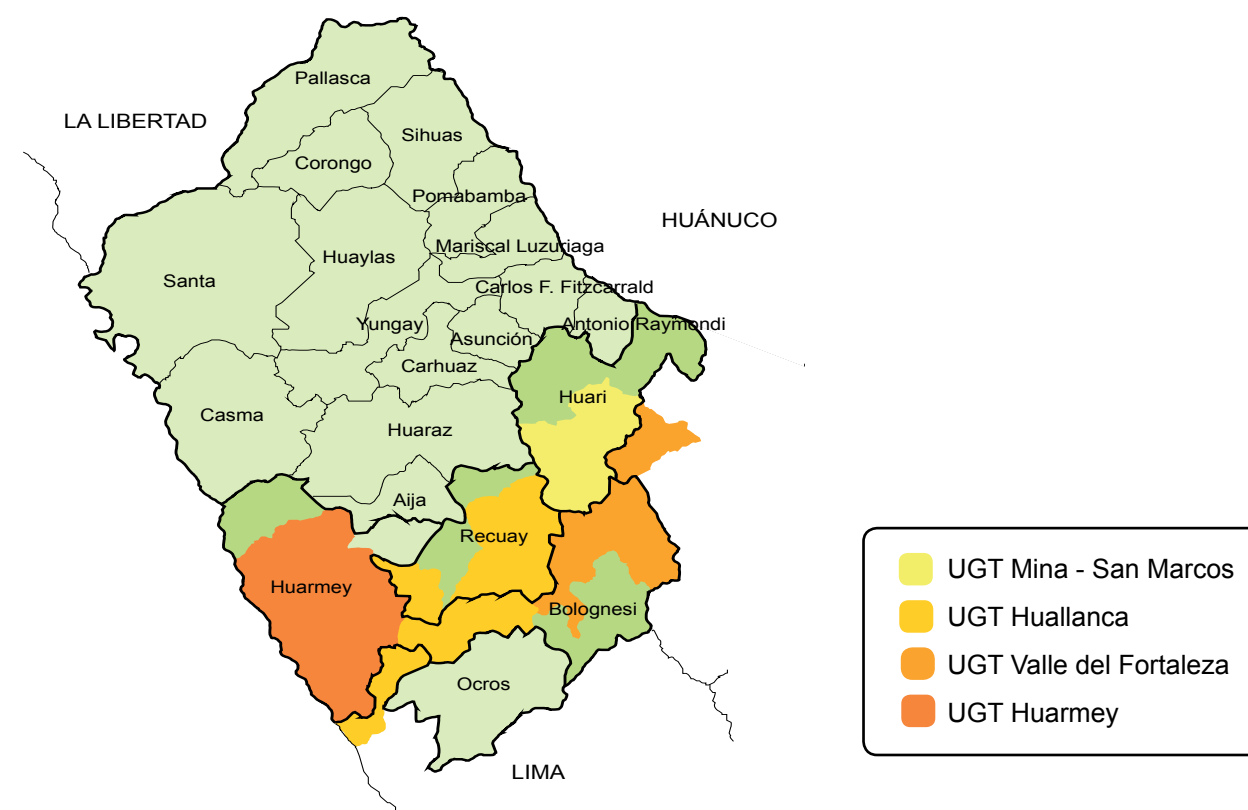 Pallasca
LA LIBERTAD
Sihuas
Corongo
Pomabamba
HUÁNUCO
Mariscal Luzuriaga
Huaylas
Santa
Carlos F. Fitzcarrald
Yungay
Antonio Raymondi
Asunción
Carhuaz
Huari
Casma
Huaraz
Aija
Recuay
Huarmey
Bolognesi
Ocros
LIMA
UGT Mina - San Marcos
UGT Huallanca
UGT Valle del Fortaleza
UGT Huarmey